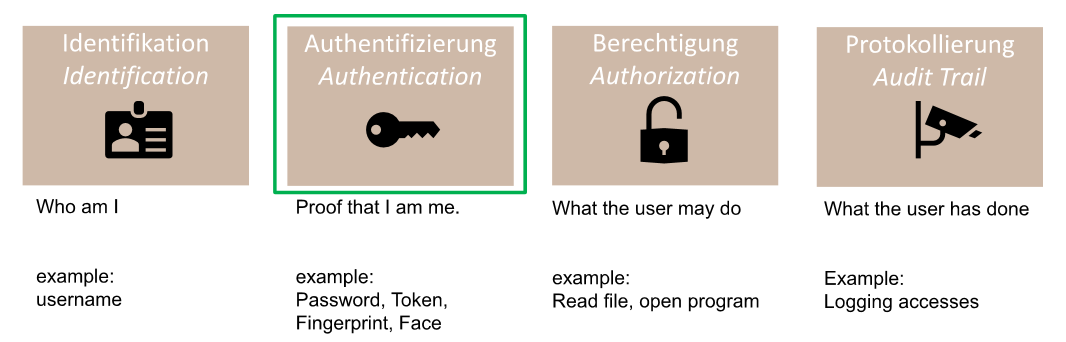 Identifikation
Identification
Who am I
example:
username
Authentifizierung
Authentication
Proof that I am me.
example:
Password, Token,
Fingerprint, Face
Berechtigung
Authorization
What the user may do
example:
Read file, open program
Protokollierung
Audit Trail
What the user has done
Example:
Logging accesses